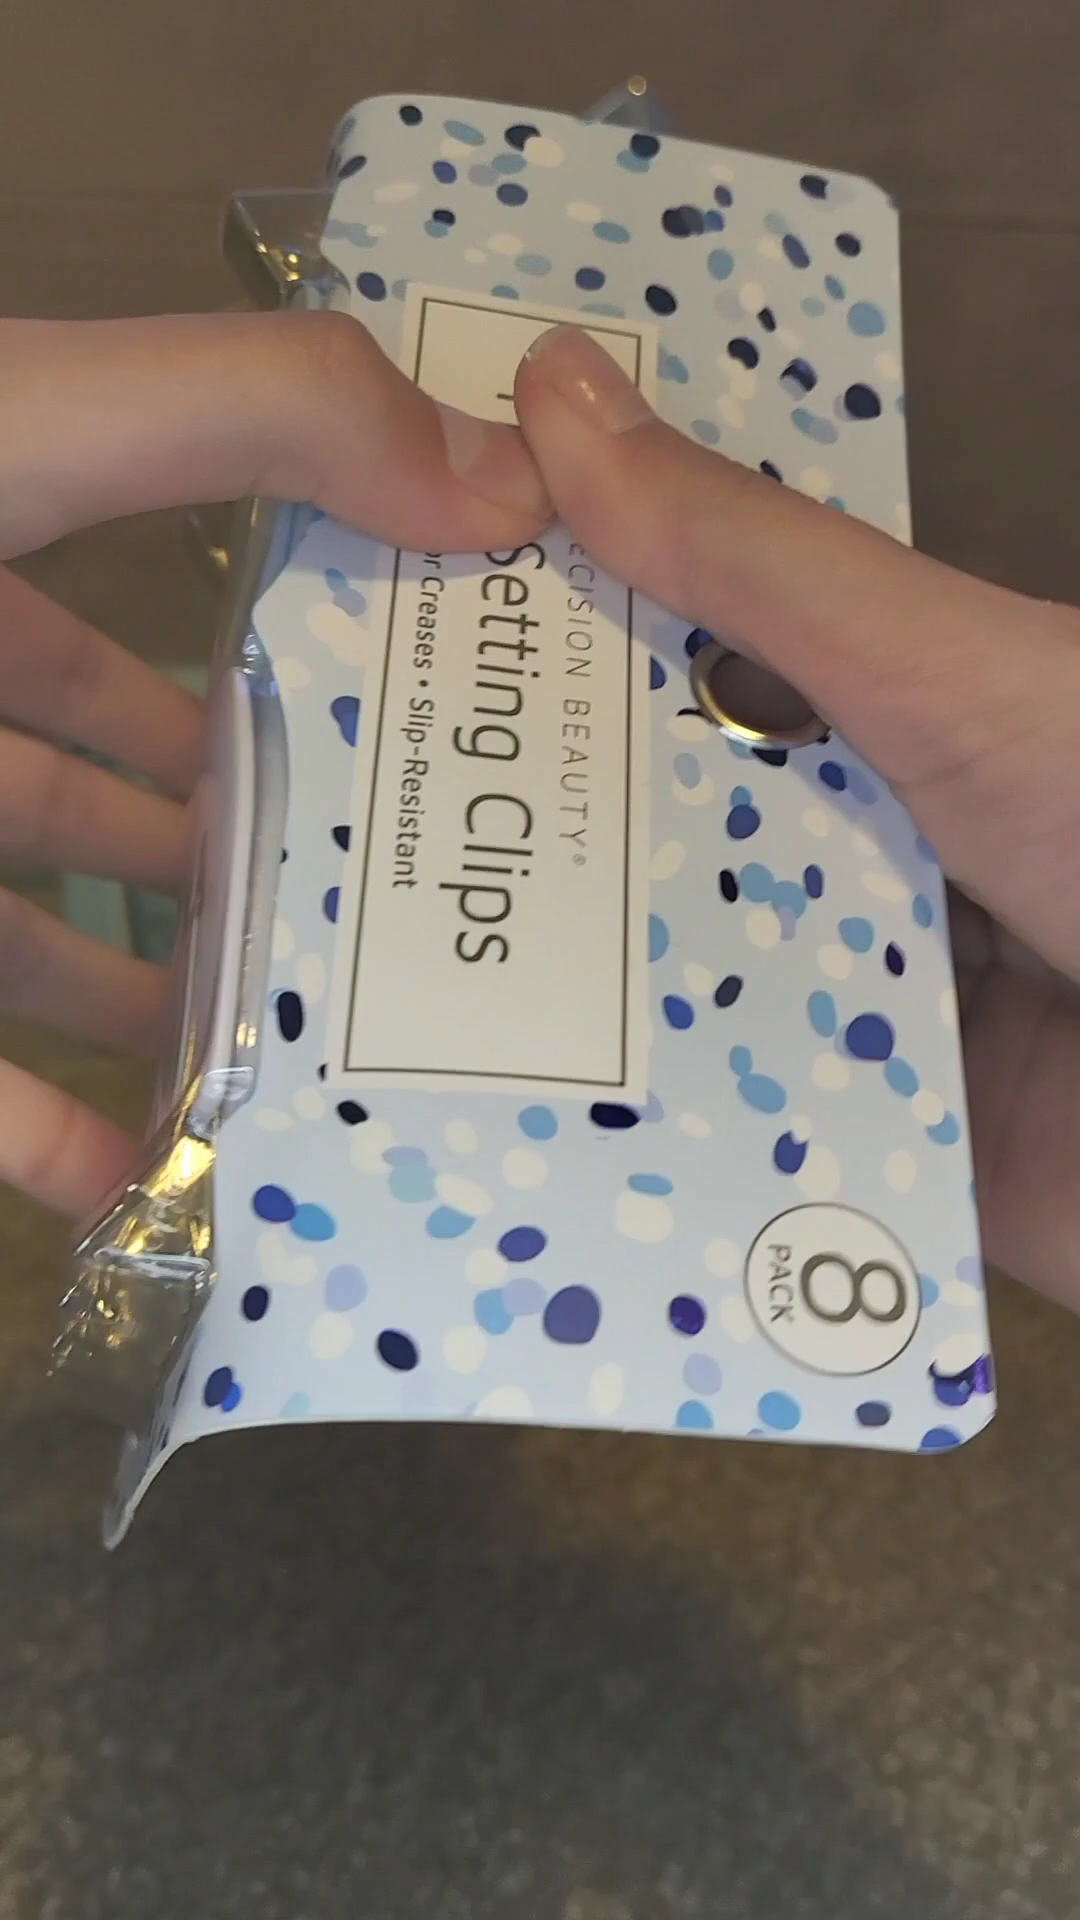 ECISION BEAUTY®
Setting Clips
or Creases • Slip-Resistant
8
PACK